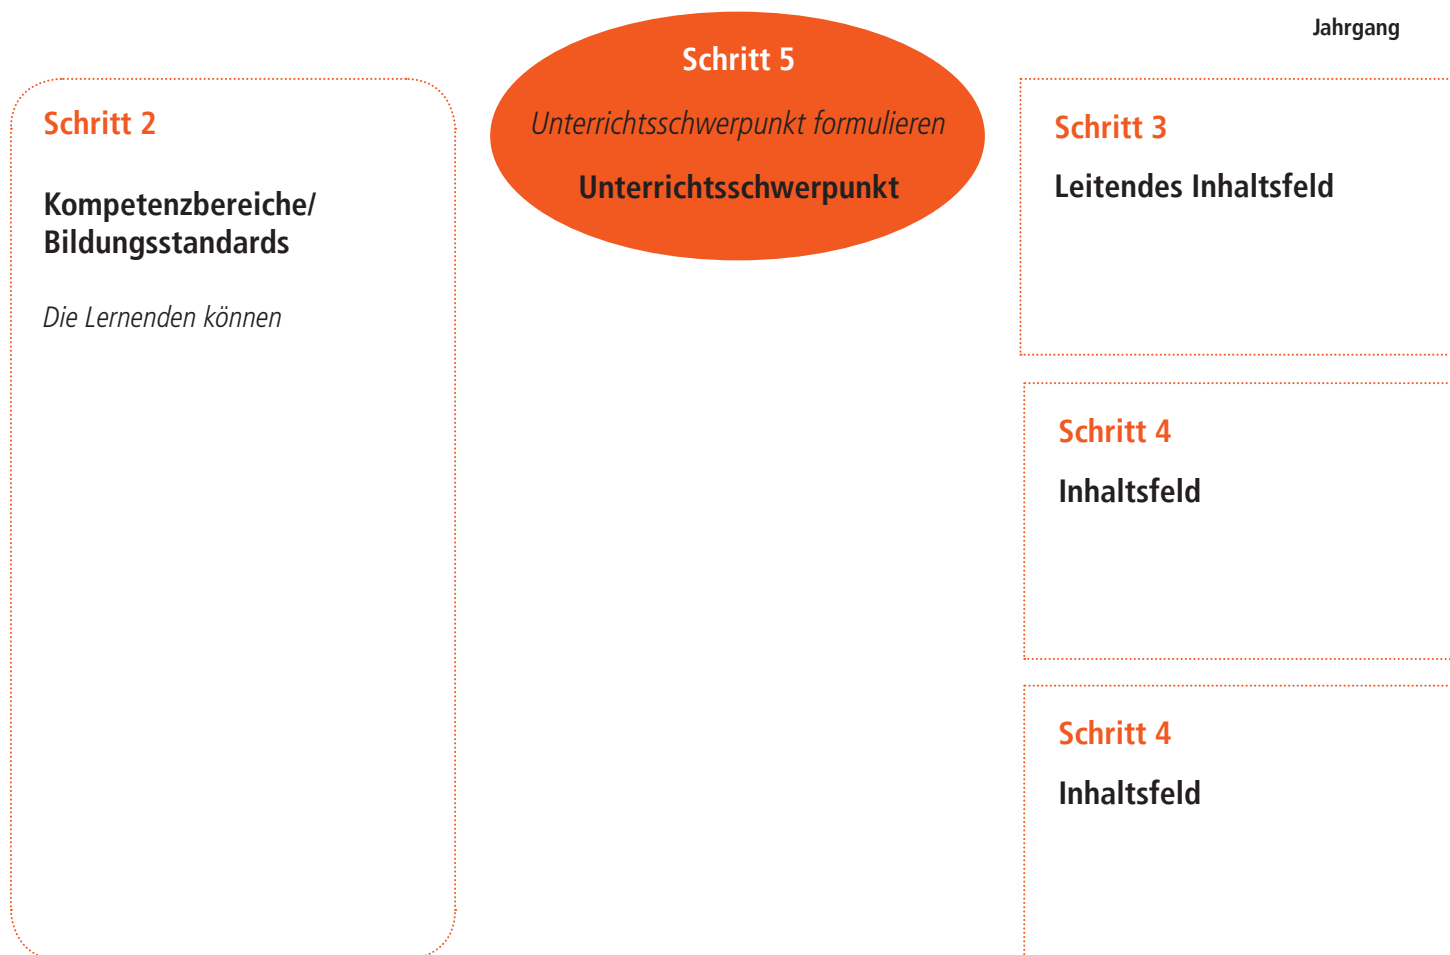 Jahrgang
Schritt 2
Kompetenzbereiche/
Bildungsstandards
Die Lernenden können
Schritt 5
Unterrichtsschwerpunkt formulieren
Unterrichtsschwerpunkt
Schritt 3
Leitendes Inhaltsfeld
Schritt 4
Inhaltsfeld
Schritt 4
Inhaltsfeld